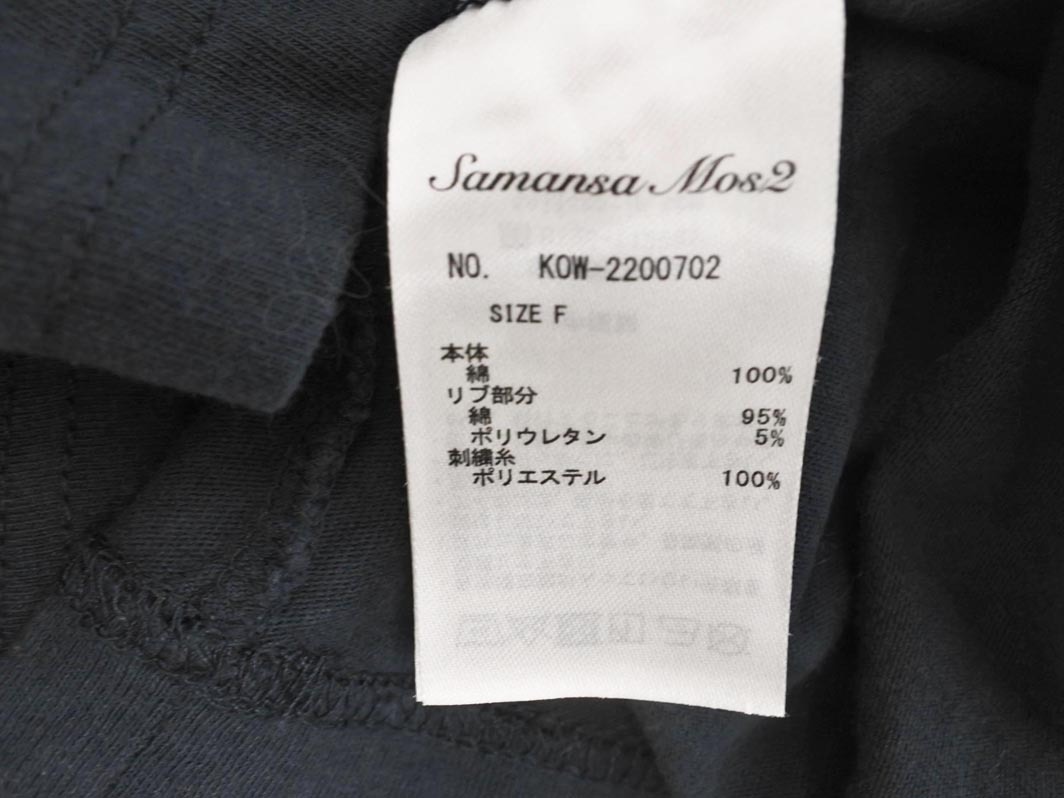 Samansa Mos2
NO. KOW-2200702
SIZE F
本体
綿 100%
リブ部分
綿 95%
ポリウレタン 5%
刺繍糸
ポリエステル 100%